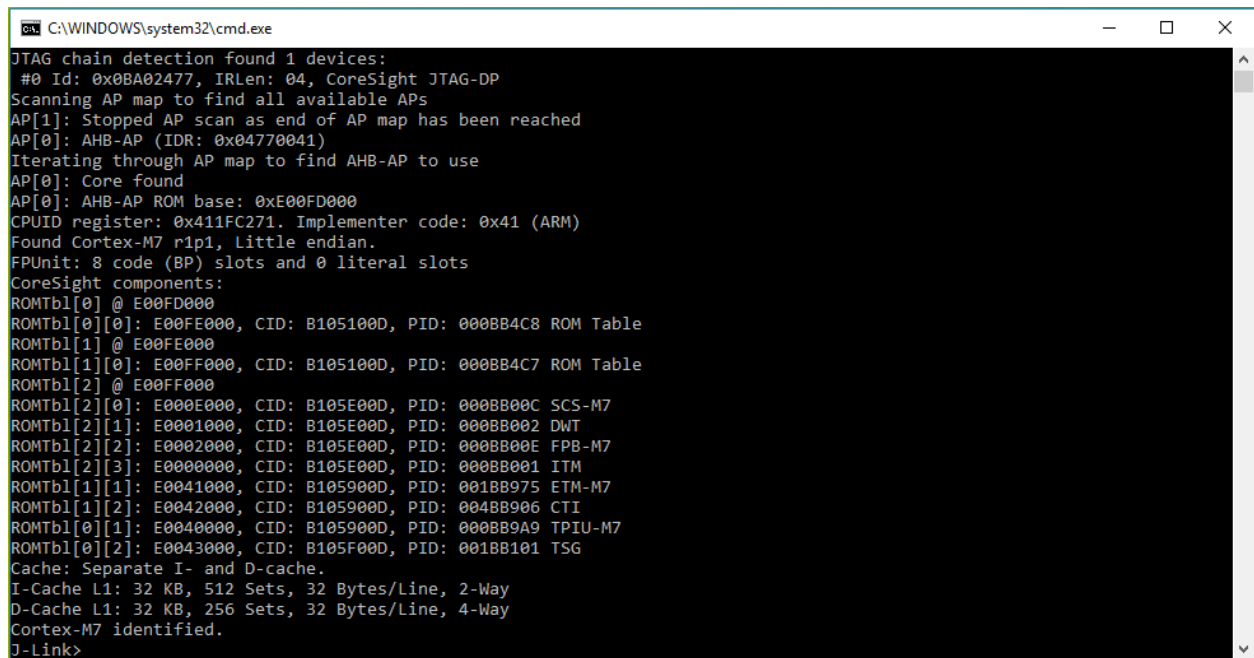 C:\WINDOWS\system32\cmd.exe
JTAG chain detection found 1 devices:
 #0 Id: 0x0BA02477, IRLen: 04, CoreSight JTAG-DP
Scanning AP map to find all available APs
AP[1]: Stopped AP scan as end of AP map has been reached
AP[0]: AHB-AP (IDR: 0x04770041)
Iterating through AP map to find AHB-AP to use
AP[0]: Core found
AP[0]: AHB-AP ROM base: 0xE00FD000
CPUID register: 0x411FC271. Implementer code: 0x41 (ARM)
Found Cortex-M7 r1p1, Little endian.
FPUnit: 8 code (BP) slots and 0 literal slots
CoreSight components:
ROMTbl[0] @ E00FD000
ROMTbl[0][0]: E00FE000, CID: B105100D, PID: 000BB4C8 ROM Table
ROMTbl[1] @ E00FE000
ROMTbl[1][0]: E00FF000, CID: B105100D, PID: 000BB4C7 ROM Table
ROMTbl[2] @ E00FF000
ROMTbl[2][0]: E000E000, CID: B105E00D, PID: 000BB00C SCS-M7
ROMTbl[2][1]: E0001000, CID: B105E00D, PID: 000BB002 DWT
ROMTbl[2][2]: E0002000, CID: B105E00D, PID: 000BB00E FPB-M7
ROMTbl[2][3]: E0000000, CID: B105E00D, PID: 000BB001 ITM
ROMTbl[1][1]: E0041000, CID: B105900D, PID: 001BB975 ETM-M7
ROMTbl[1][2]: E0042000, CID: B105900D, PID: 004BB906 CTI
ROMTbl[0][1]: E0040000, CID: B105900D, PID: 000BB9A9 TPIU-M7
ROMTbl[0][2]: E0043000, CID: B105F00D, PID: 001BB101 TSG
Cache: Separate I- and D-cache.
I-Cache L1: 32 KB, 512 Sets, 32 Bytes/Line, 2-Way
D-Cache L1: 32 KB, 256 Sets, 32 Bytes/Line, 4-Way
Cortex-M7 identified.
J-Link>